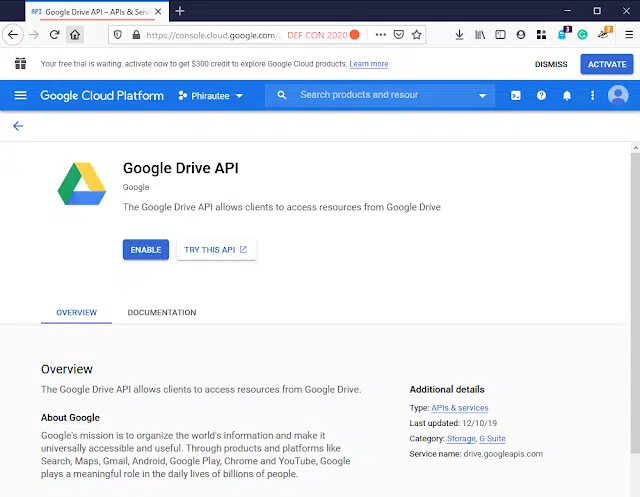 API Google Drive API – APIs & Serv
https://console.cloud.google.com/ DEF CON 2020
Your free trial is waiting: activate now to get $300 credit to explore Google Cloud products. Learn more DISMISS ACTIVATE
Google Cloud Platform Phirautee Search products and resour
Google Drive API
Google
The Google Drive API allows clients to access resources from Google Drive
ENABLE TRY THIS API
OVERVIEW DOCUMENTATION
Overview
The Google Drive API allows clients to access resources from Google Drive.
About Google
Google's mission is to organize the world's information and make it
universally accessible and useful. Through products and platforms like
Search, Maps, Gmail, Android, Google Play, Chrome and YouTube, Google
plays a meaningful role in the daily lives of billions of people.
Additional details
Type: APIs & services
Last updated: 12/10/19
Category: Storage, G Suite
Service name: drive.googleapis.com